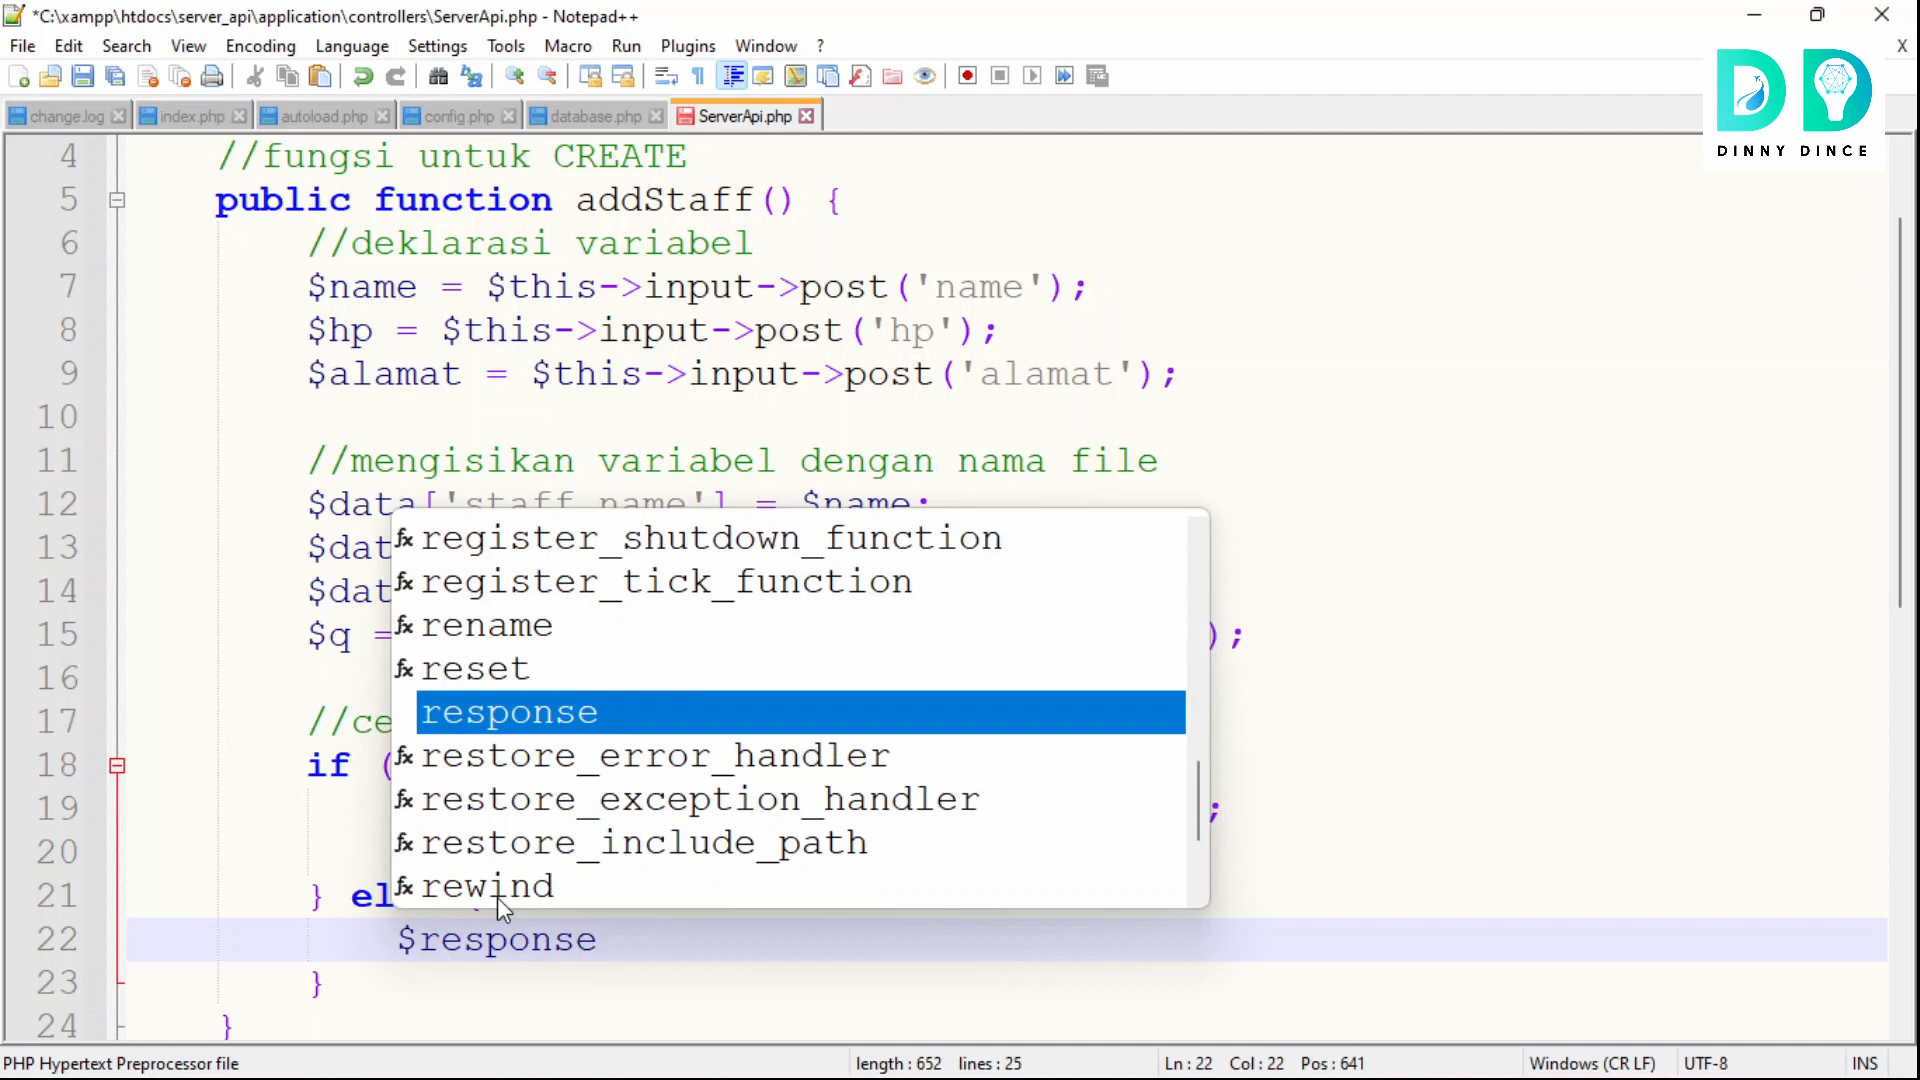 *C:\xampp\htdocs\server_api\application\controllers\ServerApi.php - Notepad++
File Edit Search View Encoding Language Settings Tools Macro Run Plugins Window ? X
change.log index.php autoload.php config.php database.php ServerApi.php
DINNY DINCE
4 //fungsi untuk CREATE
5 public function addStaff() {
6 //deklarasi variabel
7 $name = $this->input->post('name');
8 $hp = $this->input->post('hp');
9 $alamat = $this->input->post('alamat');
10
11 //mengisikan variabel dengan nama file
12 $data['staff_name'] = $name;
13 $dat
14 $dat
15 $q = );
16
17 //ce
18 if (
19 ;
20
21 } el
22 $response
23 }
24 }
register_shutdown_function
register_tick_function
rename
reset
response
restore_error_handler
restore_exception_handler
restore_include_path
rewind
PHP Hypertext Preprocessor file length : 652 lines : 25 Ln : 22 Col : 22 Pos : 641 Windows (CR LF) UTF-8 INS